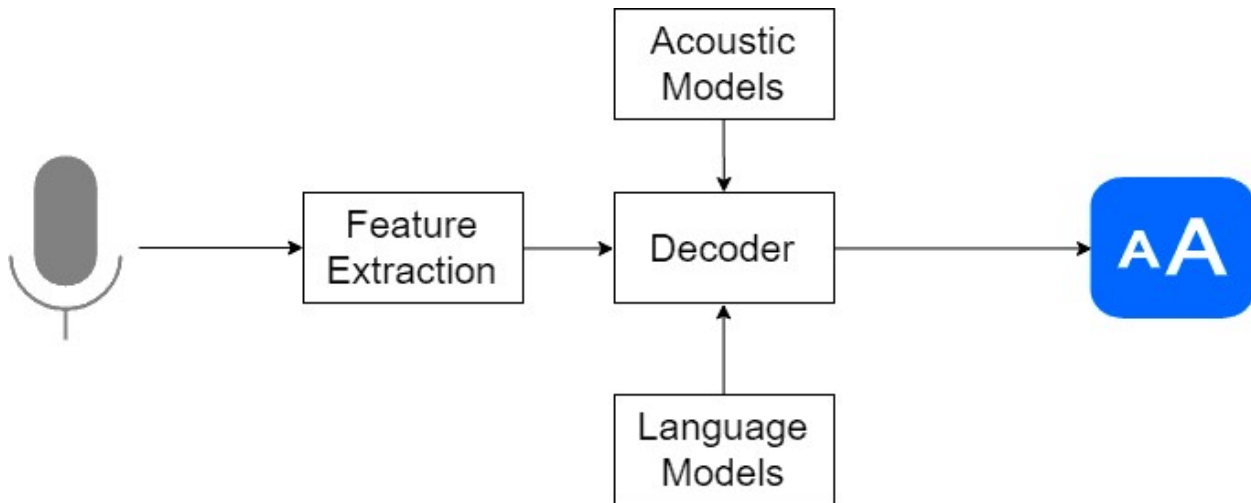 Acoustic
Models
Feature
Extraction
Decoder
AA
Language
Models